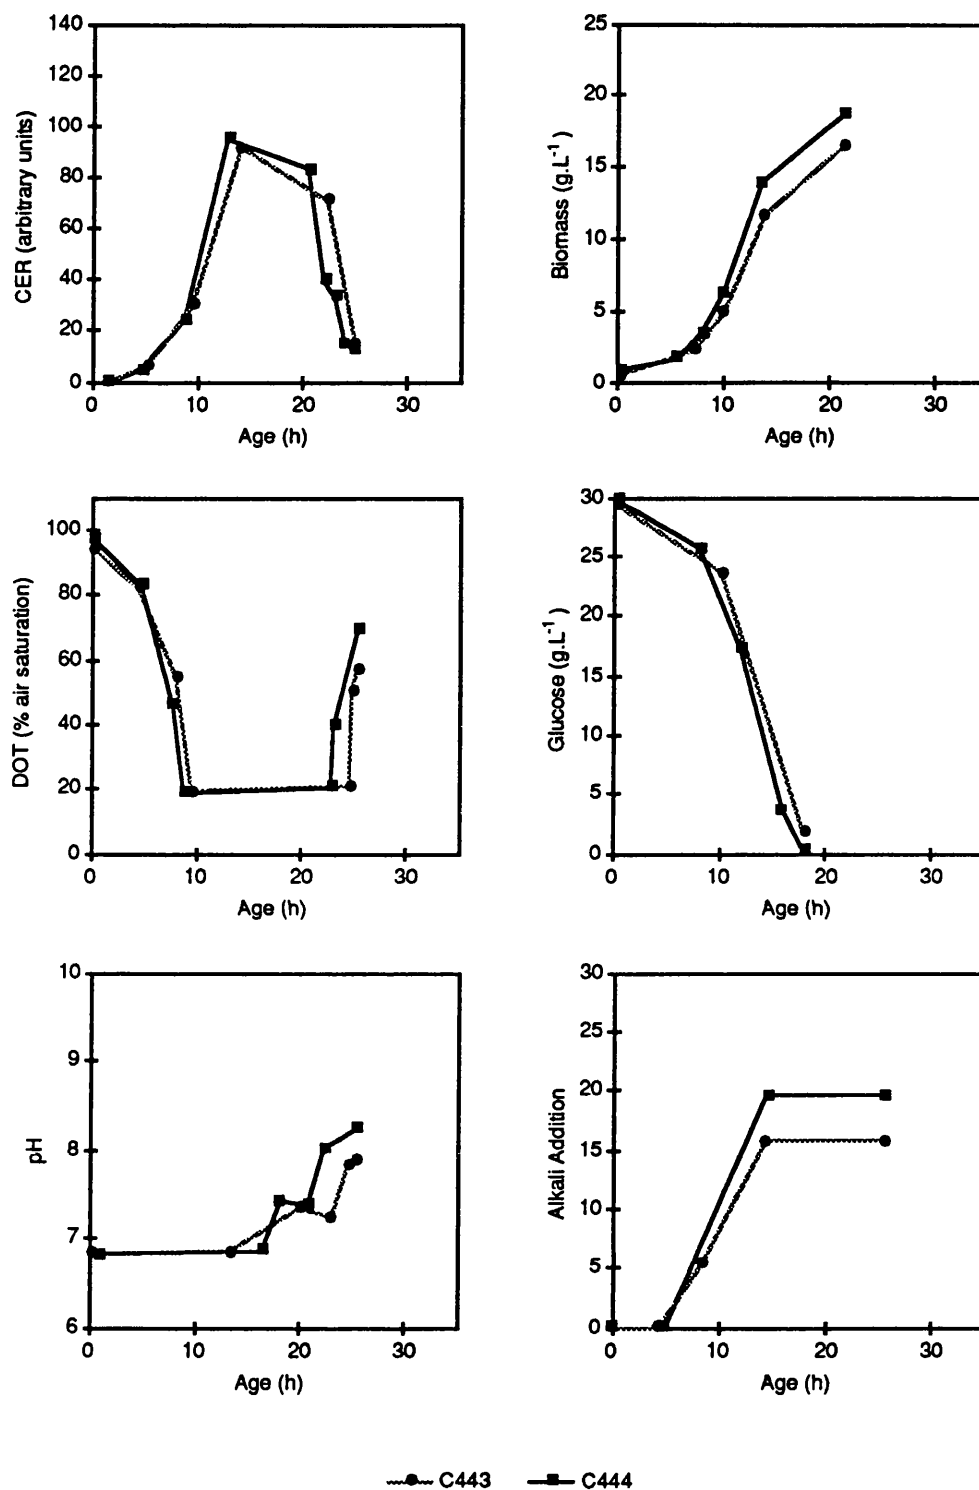 CER (arbitrary units)
140
120
100
80
60
40
20
0
0 10 20 30
Age (h)
Biomass (g.L-1)
25
20
15
10
5
0
0 10 20 30
Age (h)
DOT (% air saturation)
100
80
60
40
20
0
0 10 20 30
Age (h)
Glucose (g.L-1)
30
25
20
15
10
5
0
0 10 20 30
Age (h)
pH
10
9
8
7
6
0 10 20 30
Age (h)
Alkali Addition
30
25
20
15
10
5
0
0 10 20 30
Age (h)
C443 C444